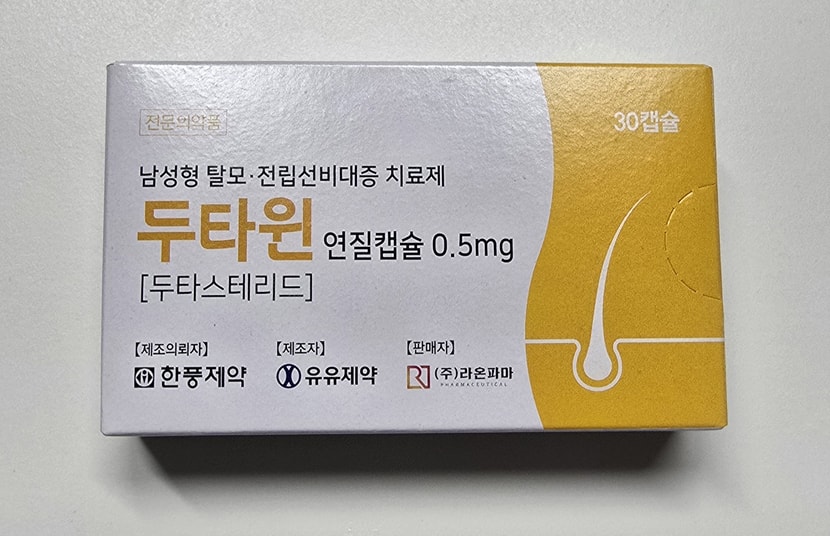 전문의약품
30캡슐
남성형 탈모·전립선비대증 치료제
두타윈 연질캡슐 0.5mg
[두타스테리드]
【제조의뢰자】 【제조자】 【판매자】
한풍제약 유유제약 (주)라온파마
PHARMACEUTICAL